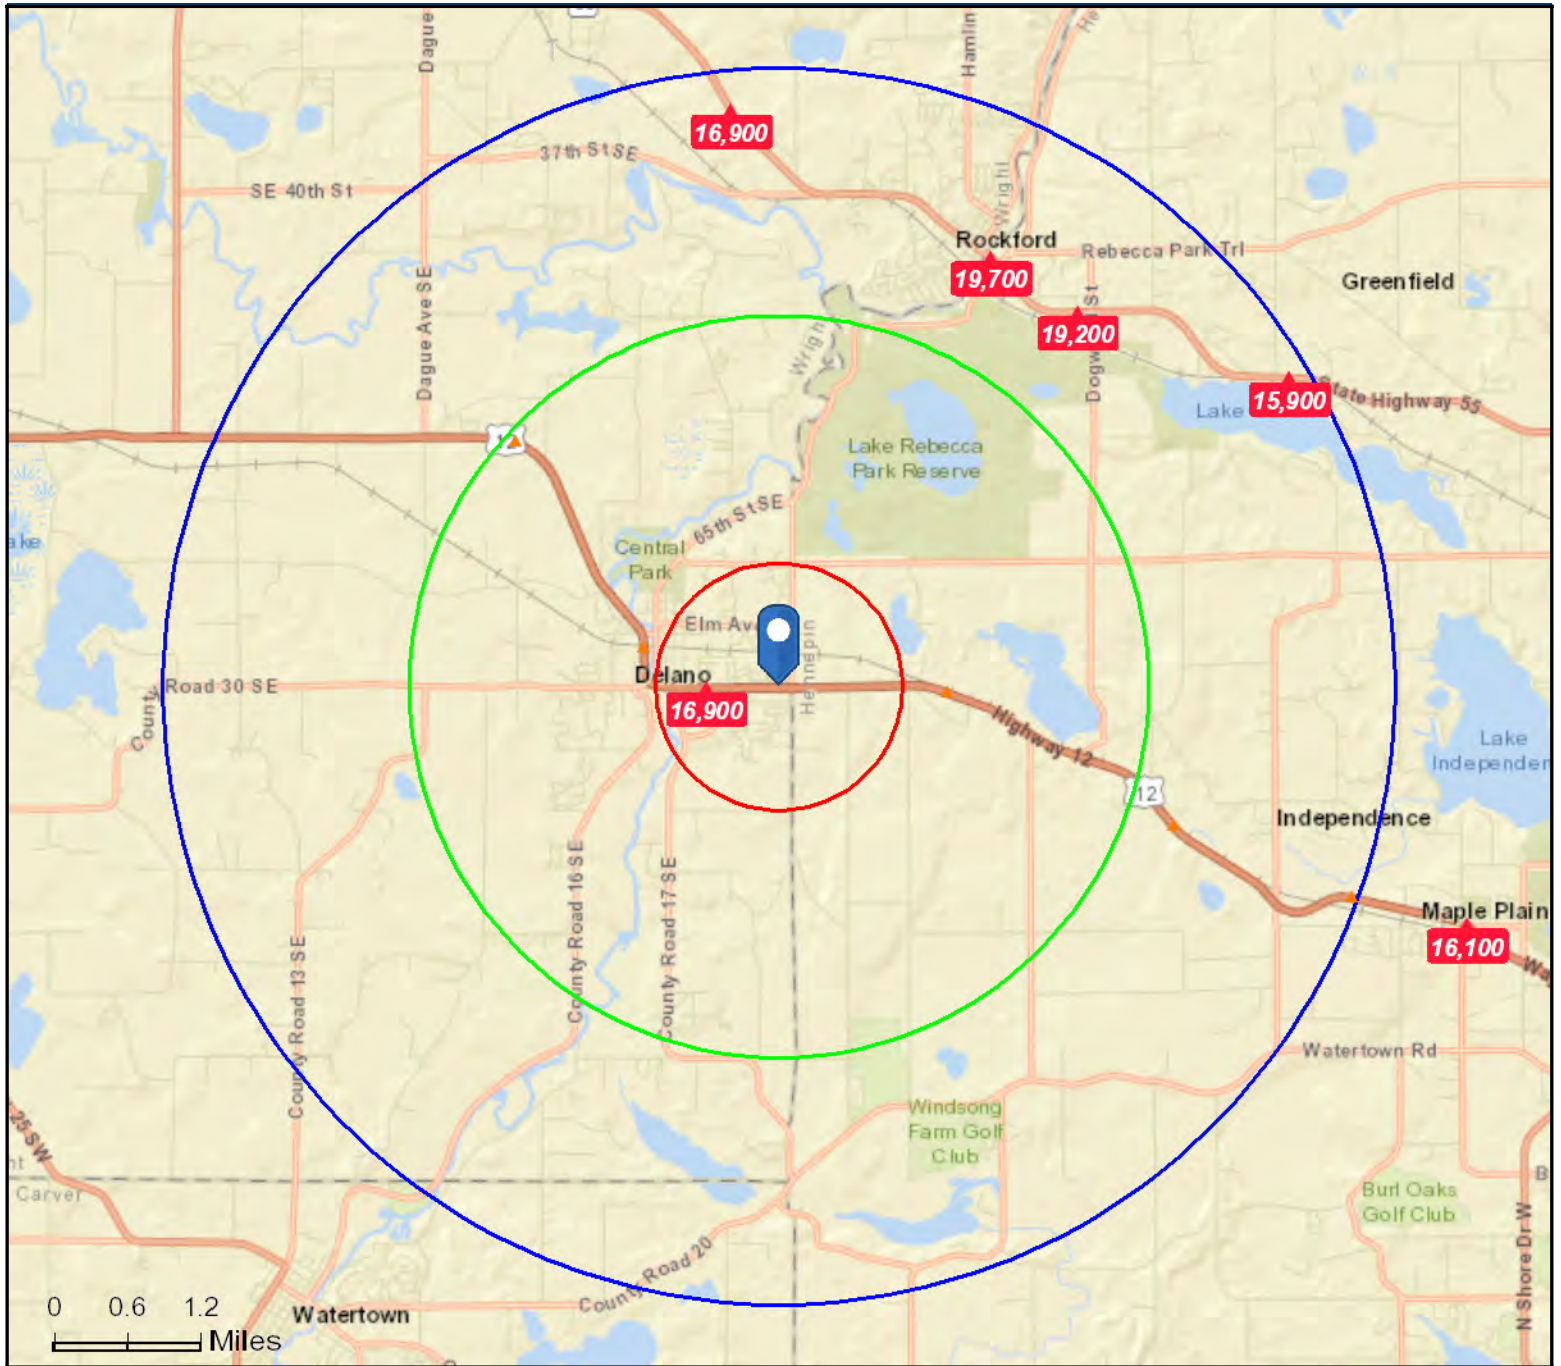 Dague
Hamlin
16,900
37th St SE
SE 40th St
Wright
Rockford
Rebecca Park Trl
19,700
Greenfield
Dague Ave SE
19,200
Wright
15,900
State Highway 55
Lake
Lake Rebecca
Park Reserve
65th St SE
Central
Park
Elm Ave
Hennepin
Delano
County
Road 30 SE
16,900
Highway 12
12
Lake
Independence
County Road 16 SE
County Road 17 SE
Maple Plain
16,100
County Road 13 SE
Watertown Rd
25 SW
Windsong
Farm Golf
Club
Carver
Burl Oaks
Golf Club
N Shore Dr W
County Road 20
Watertown
0 0.6 1.2
Miles